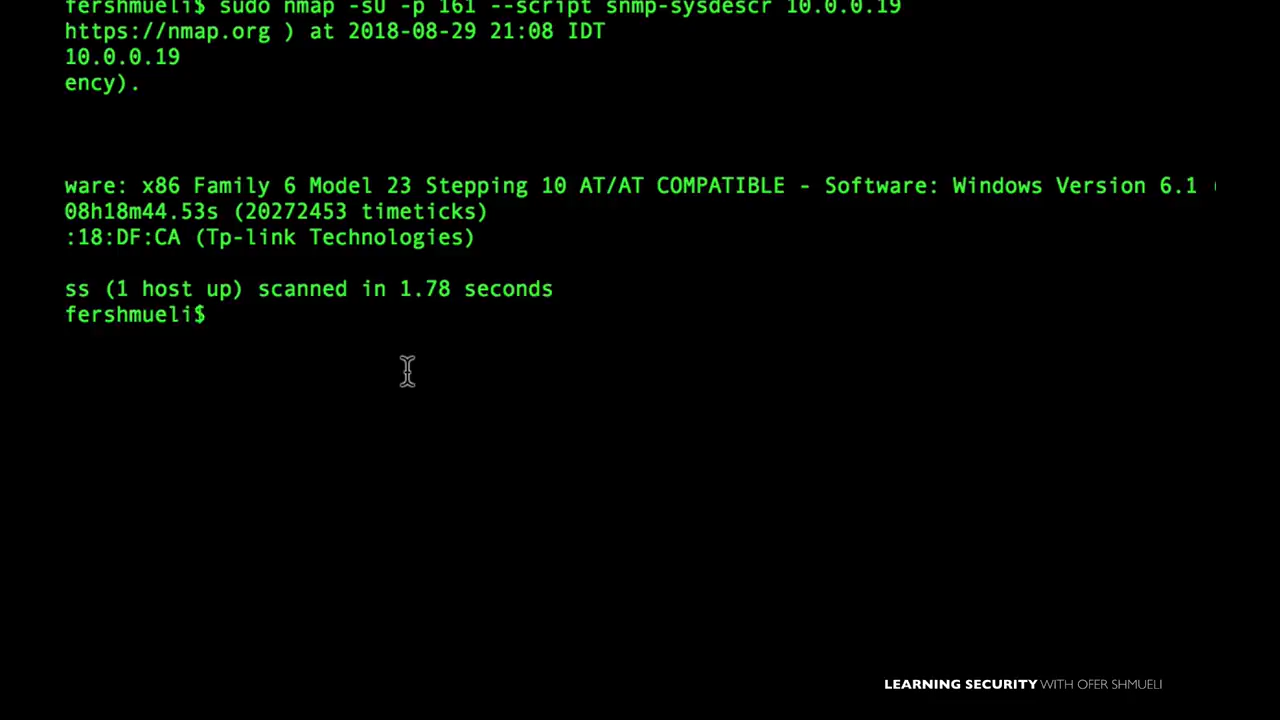 fershmueli$ sudo nmap -sU -p 161 --script snmp-sysdescr 10.0.0.19
https://nmap.org ) at 2018-08-29 21:08 IDT
10.0.0.19
ency).
ware: x86 Family 6 Model 23 Stepping 10 AT/AT COMPATIBLE - Software: Windows Version 6.1 (
08h18m44.53s (20272453 timeticks)
:18:DF:CA (Tp-link Technologies)
ss (1 host up) scanned in 1.78 seconds
fershmueli$
LEARNING SECURITY WITH OFER SHMUELI